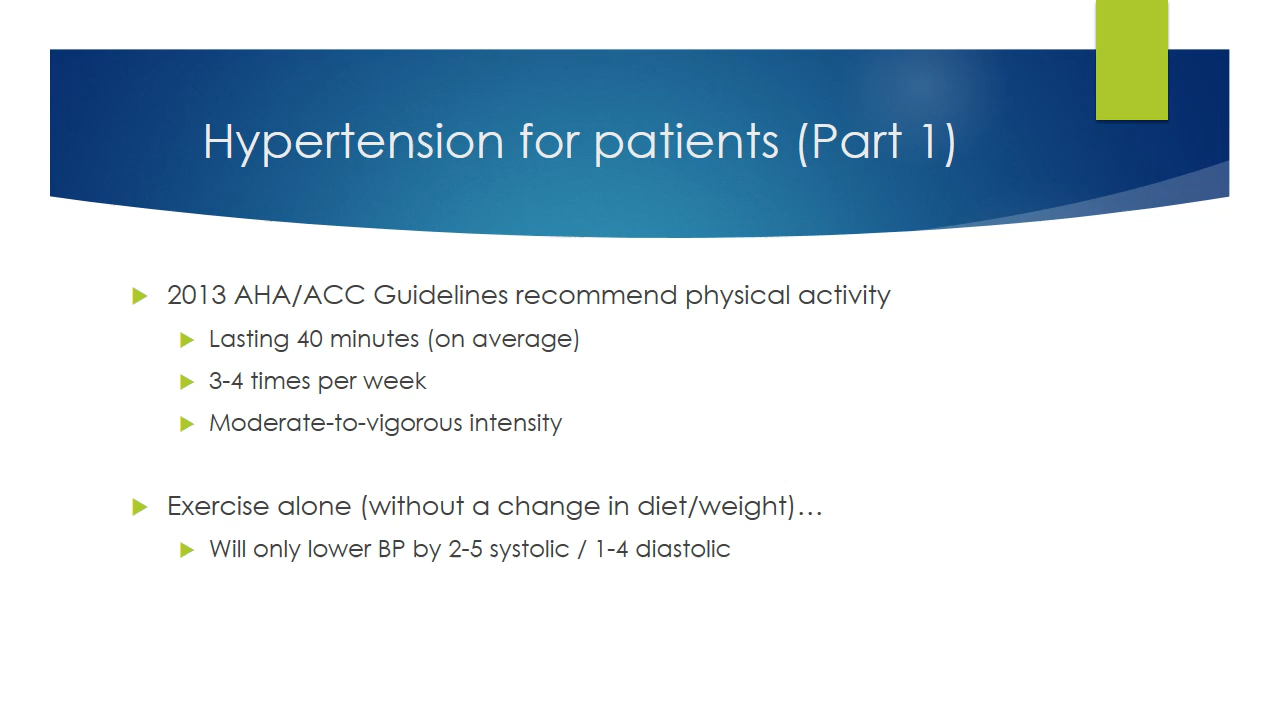 Hypertension for patients (Part 1)
2013 AHA/ACC Guidelines recommend physical activity
Lasting 40 minutes (on average)
3-4 times per week
Moderate-to-vigorous intensity
Exercise alone (without a change in diet/weight)…
Will only lower BP by 2-5 systolic / 1-4 diastolic